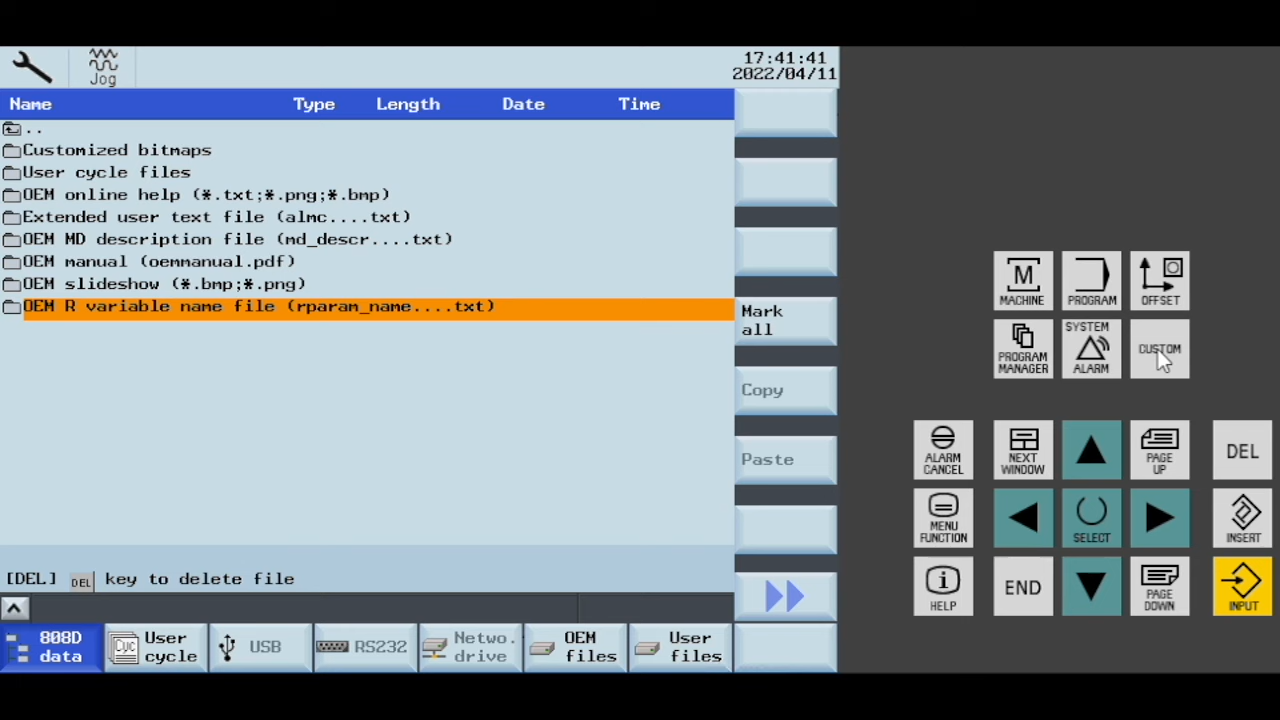 17:41:41
Jog
2022/04/11
Name Type Length Date Time
..
Customized bitmaps
User cycle files
OEM online help (*.txt;*.png;*.bmp)
Extended user text file (almc....txt)
OEM MD description file (md_descr....txt)
OEM manual (oemmanual.pdf)
OEM slideshow (*.bmp;*.png)
OEM R variable name file (rparam_name....txt)
Mark
all
Copy
Paste
[DEL] DEL key to delete file
808D
data
User
cycle
Cyc
USB
RS232
Netwo.
drive
OEM
files
User
files
M
MACHINE
PROGRAM
OFFSET
PROGRAM
MANAGER
SYSTEM
ALARM
CUSTOM
ALARM
CANCEL
NEXT
WINDOW
PAGE
UP
DEL
MENU
FUNCTION
SELECT
INSERT
i
HELP
END
PAGE
DOWN
INPUT